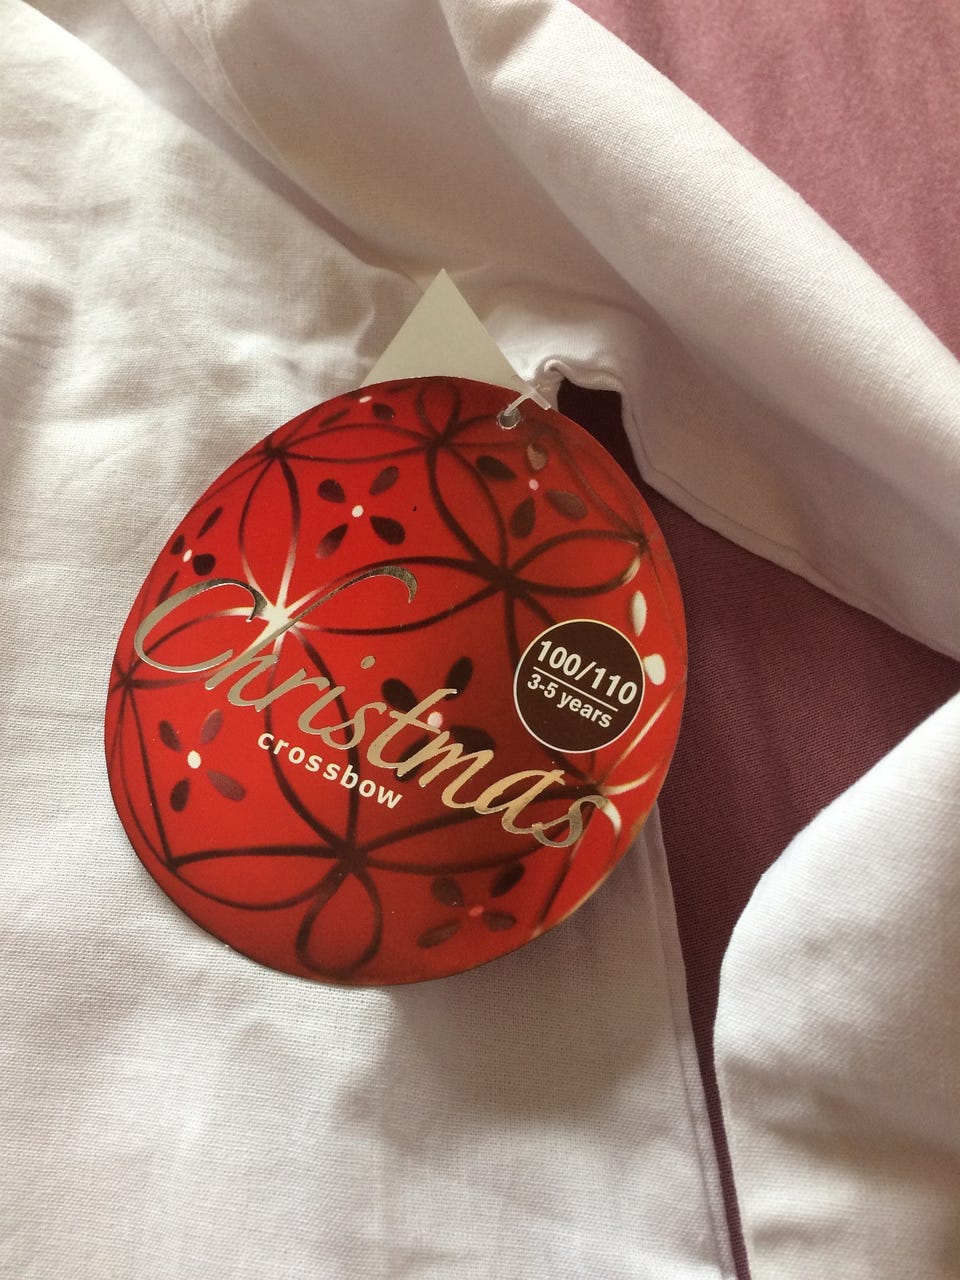 Christmas
crossbow
100/110
3-5 years